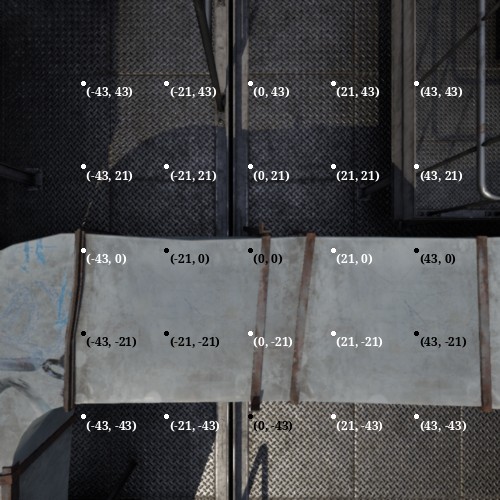 (-43, 43) (-21, 43) (0, 43) (21, 43) (43, 43)
(-43, 21) (-21, 21) (0, 21) (21, 21) (43, 21)
(-43, 0) (-21, 0) (0, 0) (21, 0) (43, 0)
(-43, -21) (-21, -21) (0, -21) (21, -21) (43, -21)
(-43, -43) (-21, -43) (0, -43) (21, -43) (43, -43)